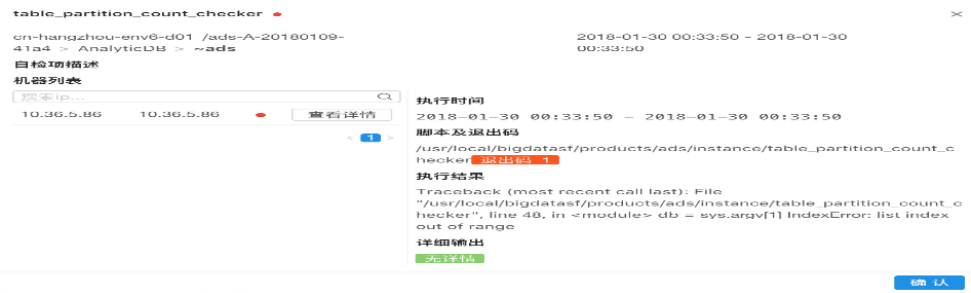 table_partition_count_checker
cn-hangzhou-env6-d01 /ads-A-20180109-
41a4 > AnalyticDB > ~ads
2018-01-30 00:33:50 - 2018-01-30
00:33:50
自检项描述
机器列表
搜索ip...
10.36.5.86 10.36.5.86 查看详情
< 1 >
执行时间
2018-01-30 00:33:50 - 2018-01-30 00:33:50
脚本及退出码
/usr/local/bigdatasf/products/ads/instance/table_partition_count_c
hecker 退出码 1
执行结果
Traceback (most recent call last): File
"/usr/local/bigdatasf/products/ads/instance/table_partition_count_c
hecker", line 48, in <module> db = sys.argv[1] IndexError: list index
out of range
详细输出
无详情
确 认